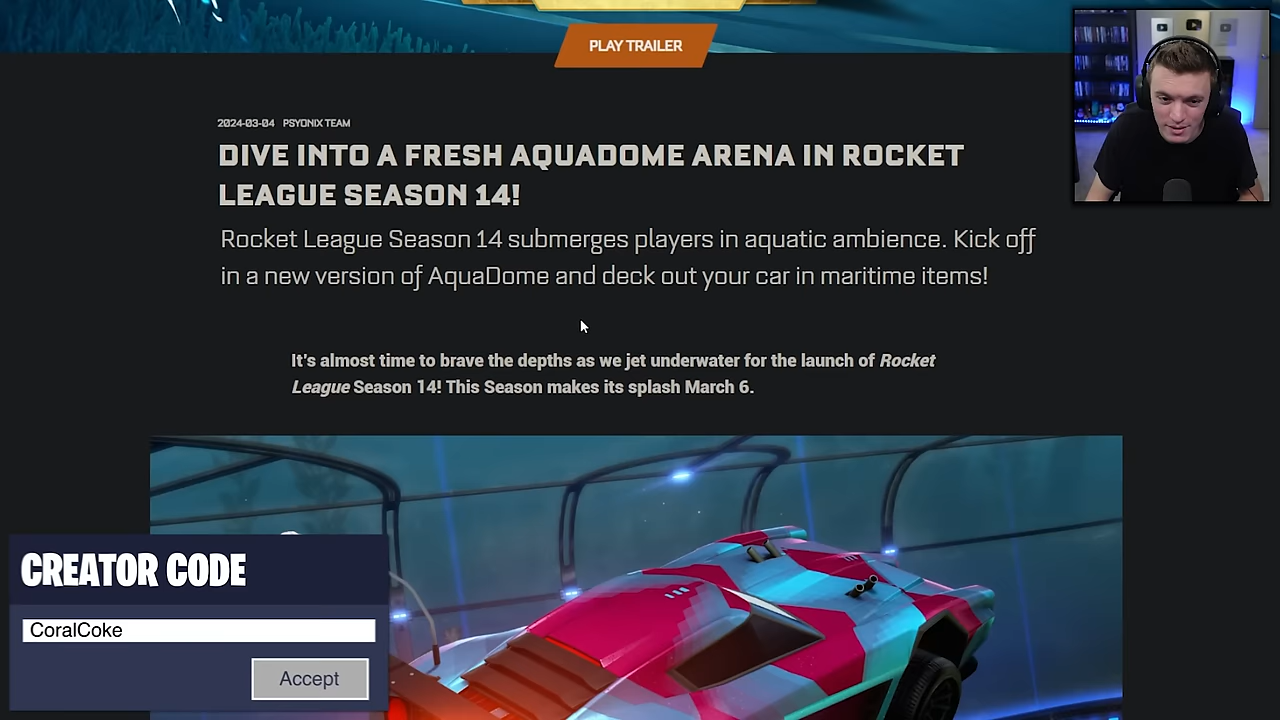 PLAY TRAILER
2024-03-04 PSYONIX TEAM
DIVE INTO A FRESH AQUADOME ARENA IN ROCKET
LEAGUE SEASON 14!
Rocket League Season 14 submerges players in aquatic ambience. Kick off
in a new version of AquaDome and deck out your car in maritime items!
It's almost time to brave the depths as we jet underwater for the launch of Rocket
League Season 14! This Season makes its splash March 6.
CREATOR CODE
CoralCoke
Accept